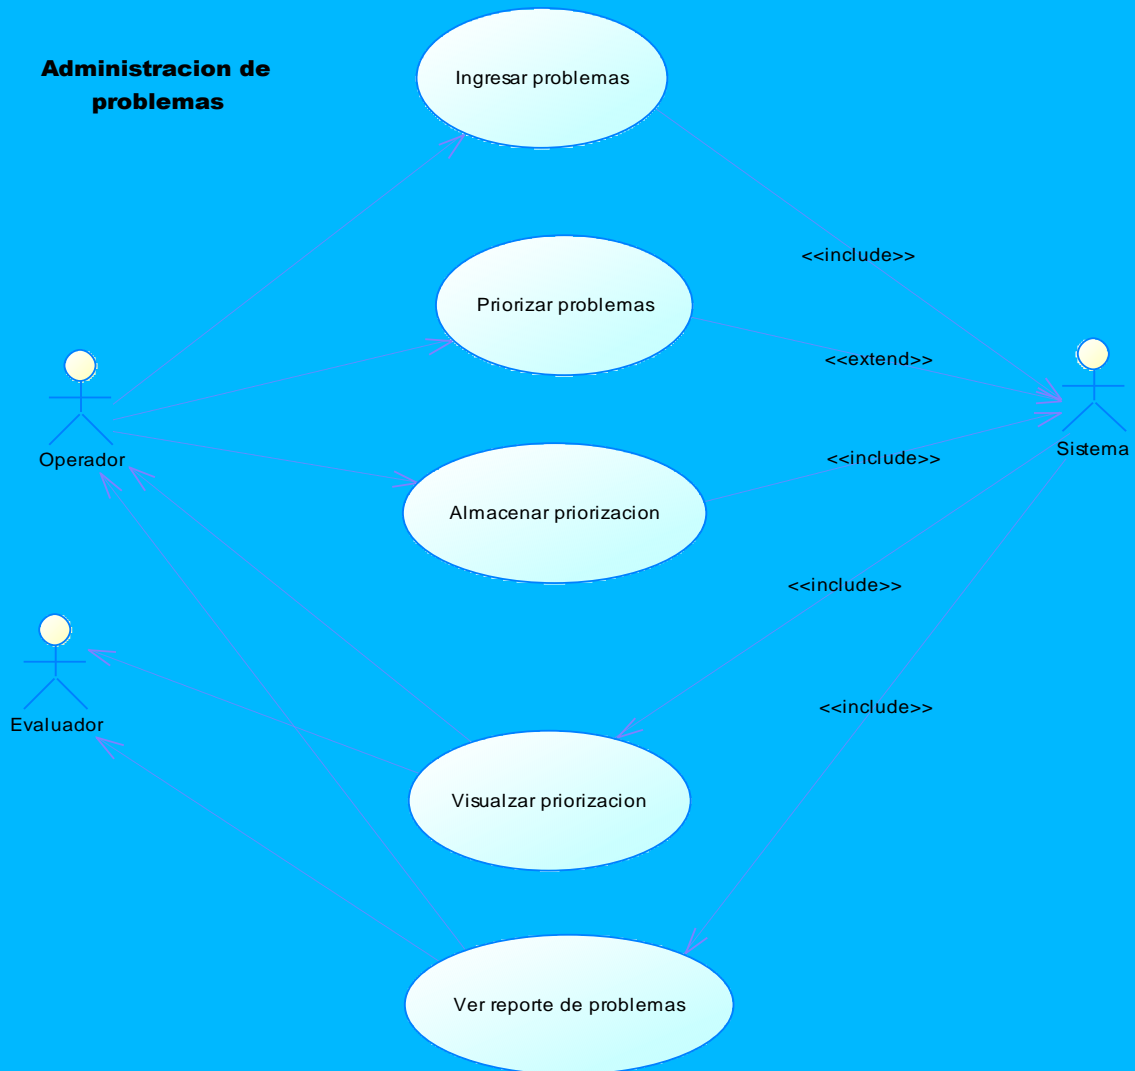 Administracion de
problemas
Ingresar problemas
<<include>>
Priorizar problemas
<<extend>>
Operador
Sistema
<<include>>
Almacenar priorizacion
<<include>>
Evaluador
<<include>>
Visualzar priorizacion
Ver reporte de problemas